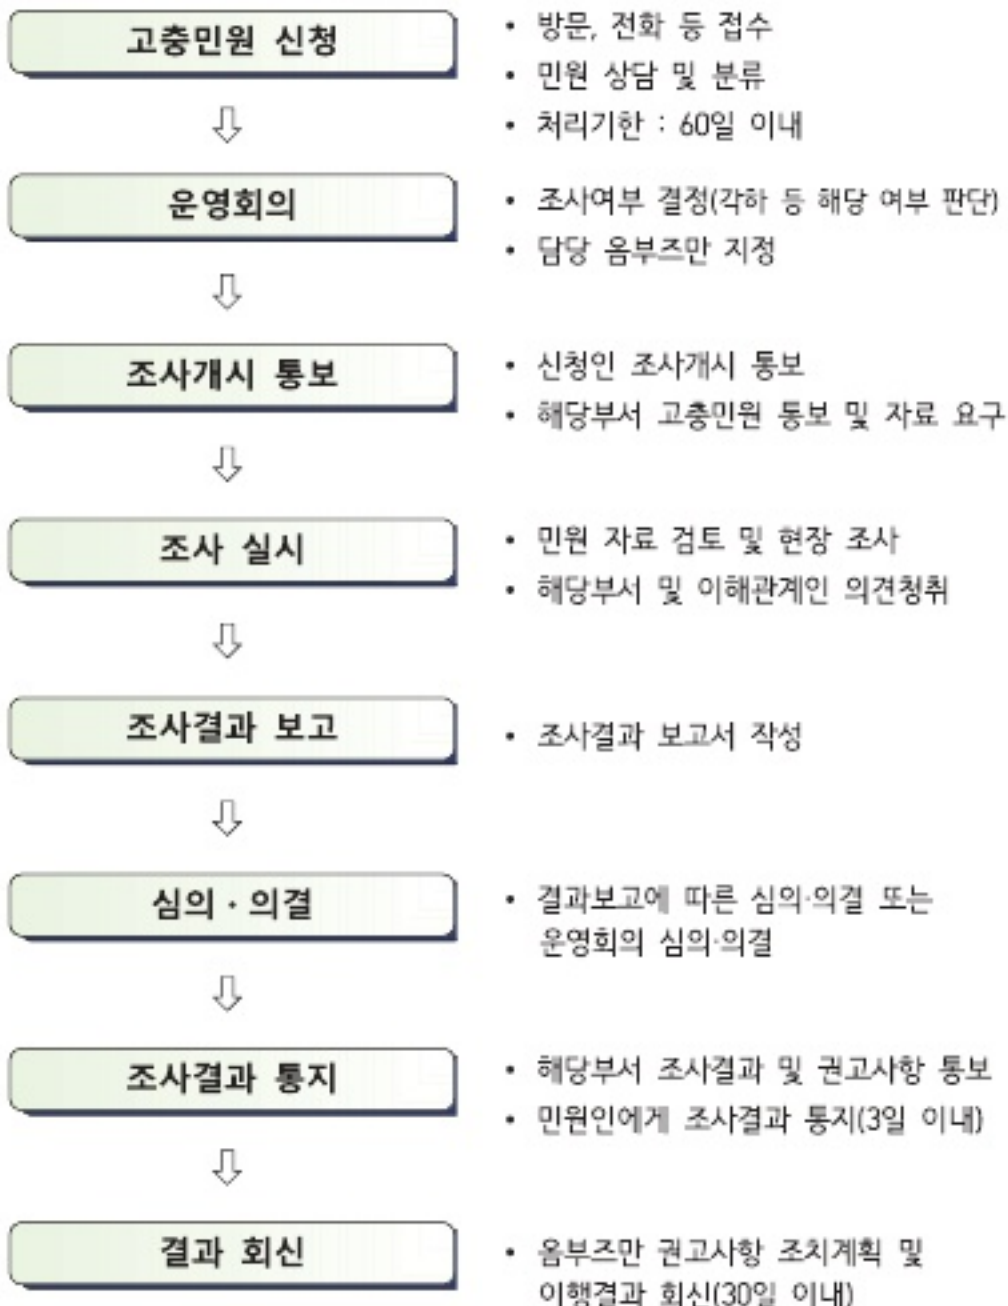 고충민원 신청
• 방문, 전화 등 접수
• 민원 상담 및 분류
• 처리기한 : 60일 이내
운영회의
• 조사여부 결정(각하 등 해당 여부 판단)
• 담당 옴부즈만 지정
조사개시 통보
• 신청인 조사개시 통보
• 해당부서 고충민원 통보 및 자료 요구
조사 실시
• 민원 자료 검토 및 현장 조사
• 해당부서 및 이해관계인 의견청취
조사결과 보고
• 조사결과 보고서 작성
심의 · 의결
• 결과보고에 따른 심의·의결 또는
운영회의 심의·의결
조사결과 통지
• 해당부서 조사결과 및 권고사항 통보
• 민원인에게 조사결과 통지(3일 이내)
결과 회신
• 옴부즈만 권고사항 조치계획 및
이행결과 회신(30일 이내)